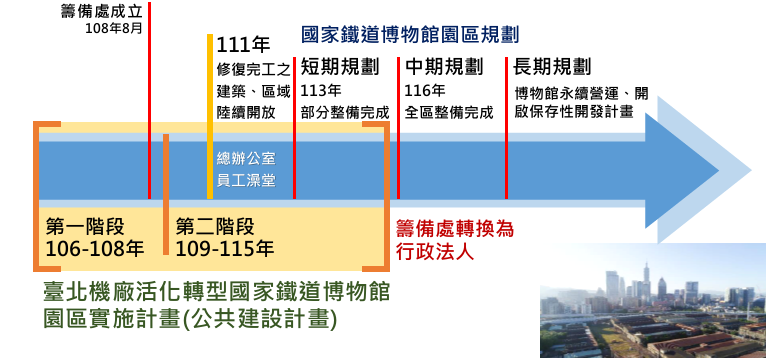 籌備處成立
108年8月
國家鐵道博物館園區規劃
111年
修復完工之
建築、區域
陸續開放
短期規劃
113年
部分整備完成
中期規劃
116年
全區整備完成
長期規劃
博物館永續營運、開
啟保存性開發計畫
總辦公室
員工澡堂
第一階段
106-108年
第二階段
109-115年
籌備處轉換為
行政法人
臺北機廠活化轉型國家鐵道博物館
園區實施計畫(公共建設計畫)